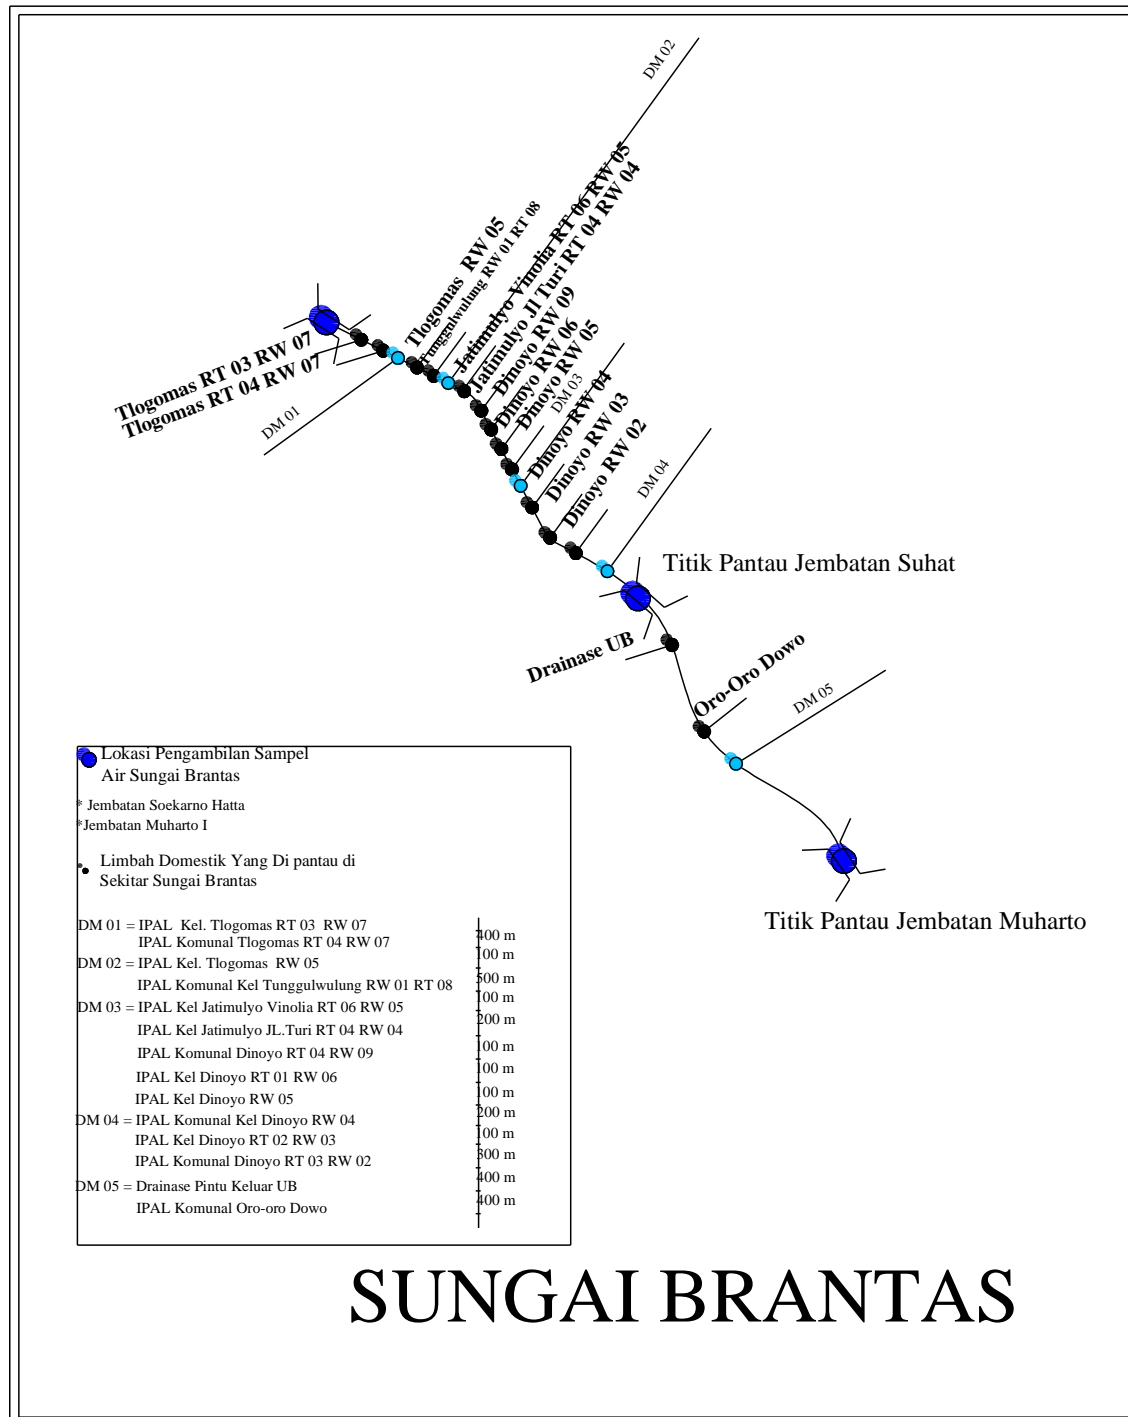 DM 02
Tlogomas RW 05
Tunggulwulung RW 01 RT 08
Jatimulyo Vinolia RT 06 RW 05
Jatimulyo Jl Turi RT 04 RW 04
Dinoyo RW 09
Dinoyo RW 06
Dinoyo RW 05
DM 03
Tlogomas RT 03 RW 07
Tlogomas RT 04 RW 07
DM 01
Dinoyo RW 04
Dinoyo RW 03
Dinoyo RW 02
DM 04
Titik Pantau Jembatan Suhat
Drainase UB
Oro-Oro Dowo
DM 05
Titik Pantau Jembatan Muharto
Lokasi Pengambilan Sampel
Air Sungai Brantas
* Jembatan Soekarno Hatta
*Jembatan Muharto I
Limbah Domestik Yang Di pantau di
Sekitar Sungai Brantas
DM 01 = IPAL Kel. Tlogomas RT 03 RW 07
400 m
IPAL Komunal Tlogomas RT 04 RW 07
100 m
DM 02 = IPAL Kel. Tlogomas RW 05
500 m
IPAL Komunal Kel Tunggulwulung RW 01 RT 08
100 m
DM 03 = IPAL Kel Jatimulyo Vinolia RT 06 RW 05
200 m
IPAL Kel Jatimulyo JL.Turi RT 04 RW 04
100 m
IPAL Komunal Dinoyo RT 04 RW 09
100 m
IPAL Kel Dinoyo RT 01 RW 06
100 m
IPAL Kel Dinoyo RW 05
200 m
DM 04 = IPAL Komunal Kel Dinoyo RW 04
100 m
IPAL Kel Dinoyo RT 02 RW 03
300 m
IPAL Komunal Dinoyo RT 03 RW 02
400 m
DM 05 = Drainase Pintu Keluar UB
400 m
IPAL Komunal Oro-oro Dowo
SUNGAI BRANTAS